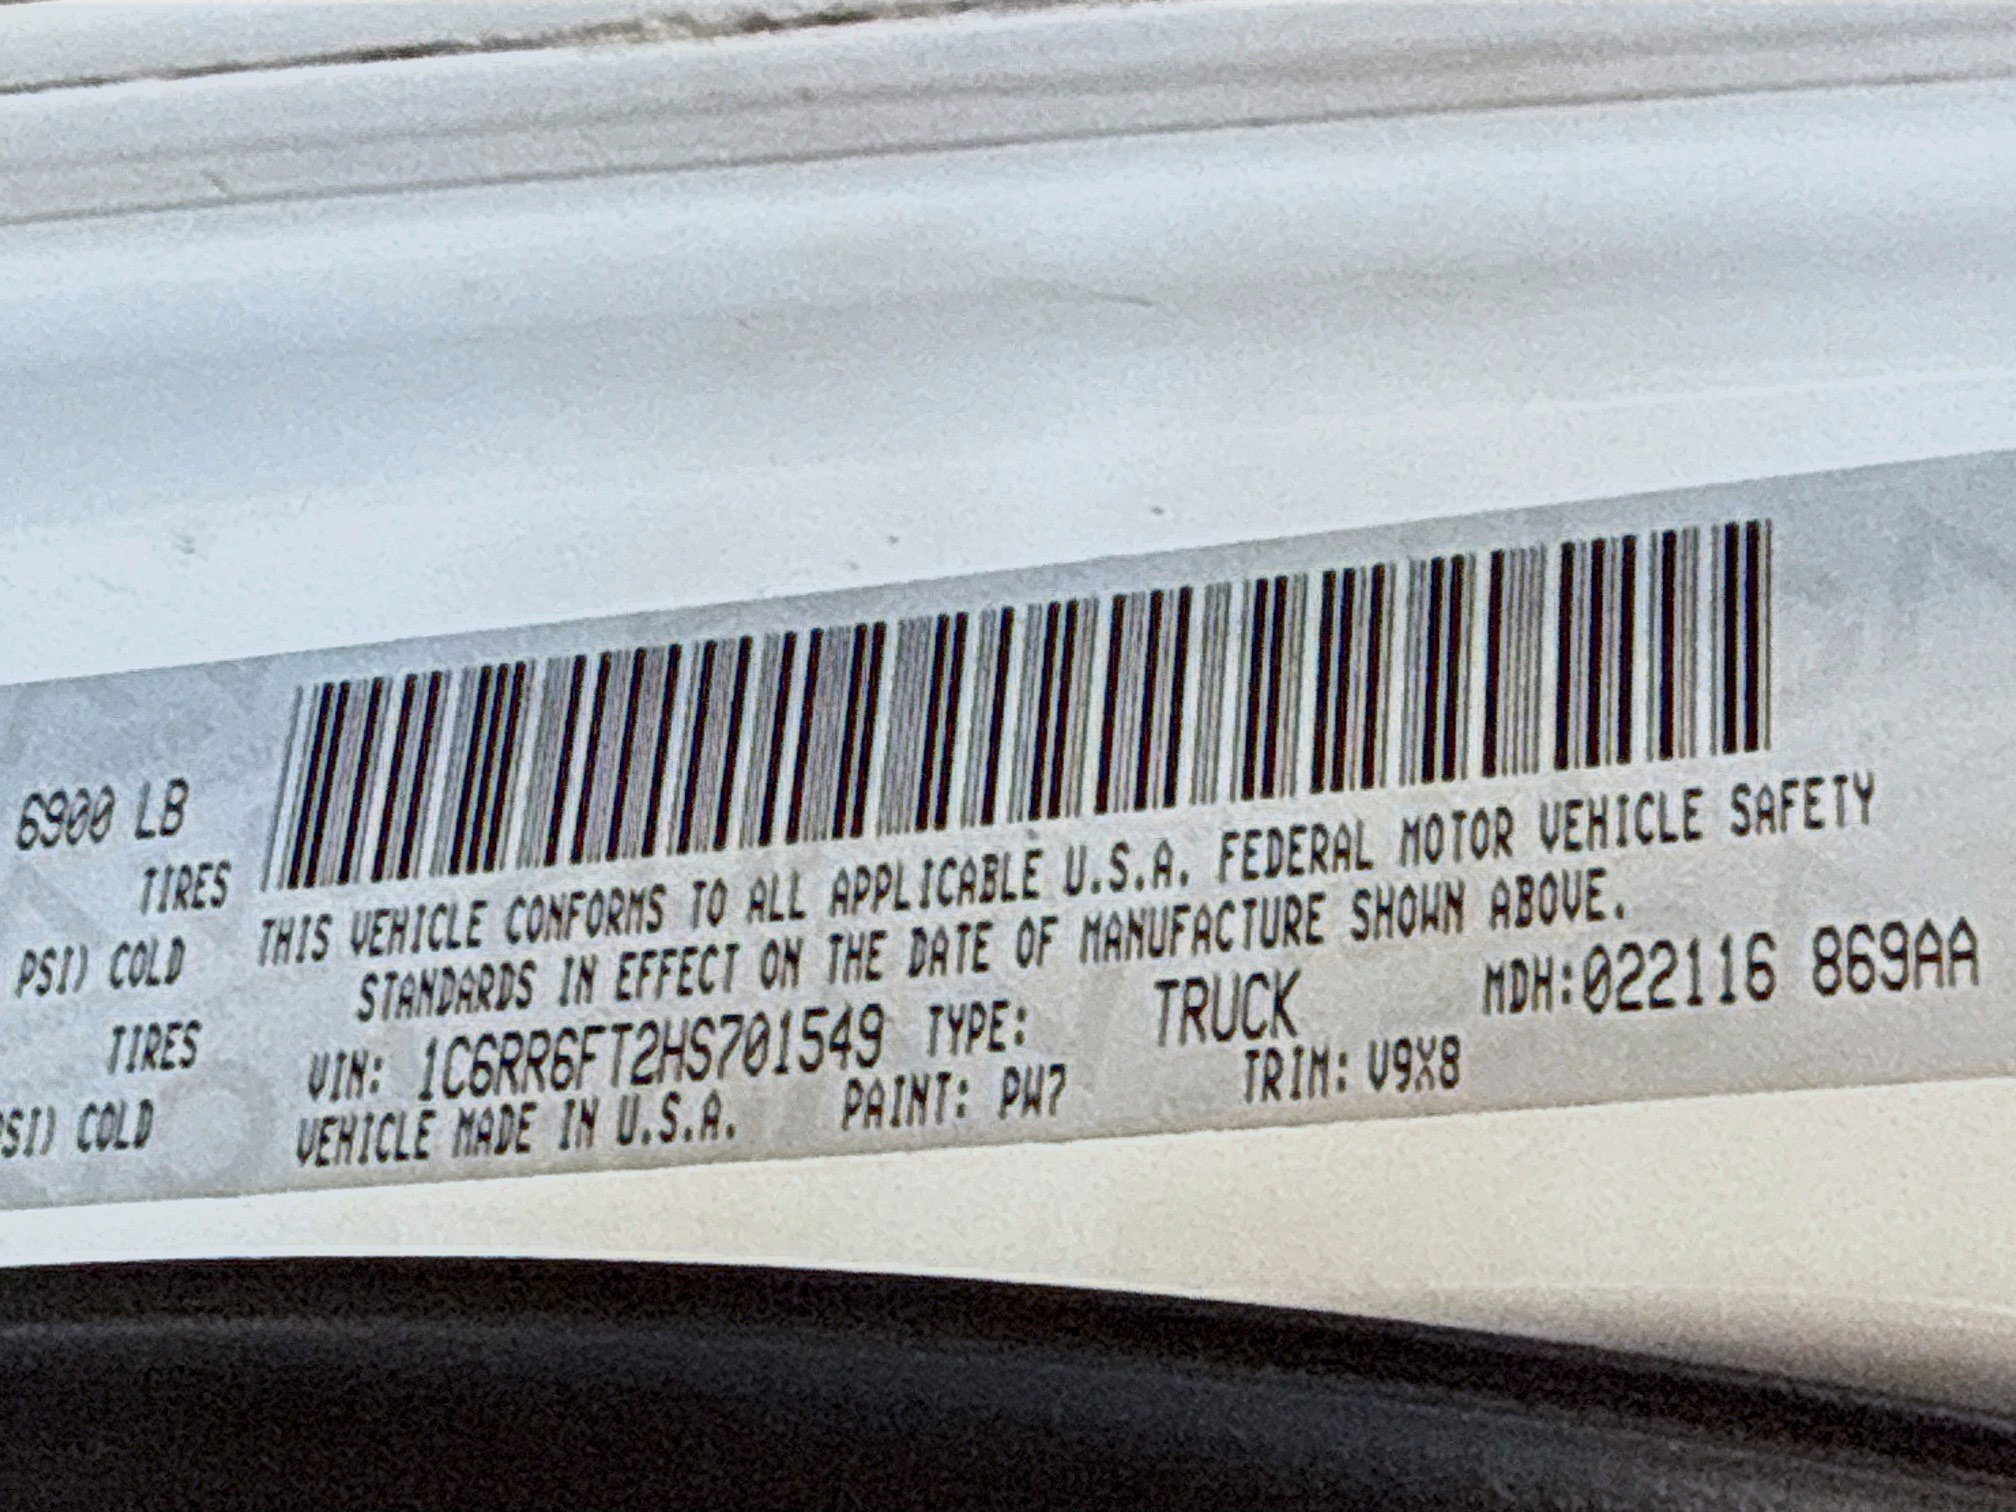 6900 LB
TIRES
PSI) COLD
TIRES
PSI) COLD
THIS VEHICLE CONFORMS TO ALL APPLICABLE U.S.A. FEDERAL MOTOR VEHICLE SAFETY
STANDARDS IN EFFECT ON THE DATE OF MANUFACTURE SHOWN ABOVE.
VIN: 1C6RR6FT2HS701549 TYPE: TRUCK MDH:022116 869AA
VEHICLE MADE IN U.S.A. PAINT: PW7 TRIM: V9X8